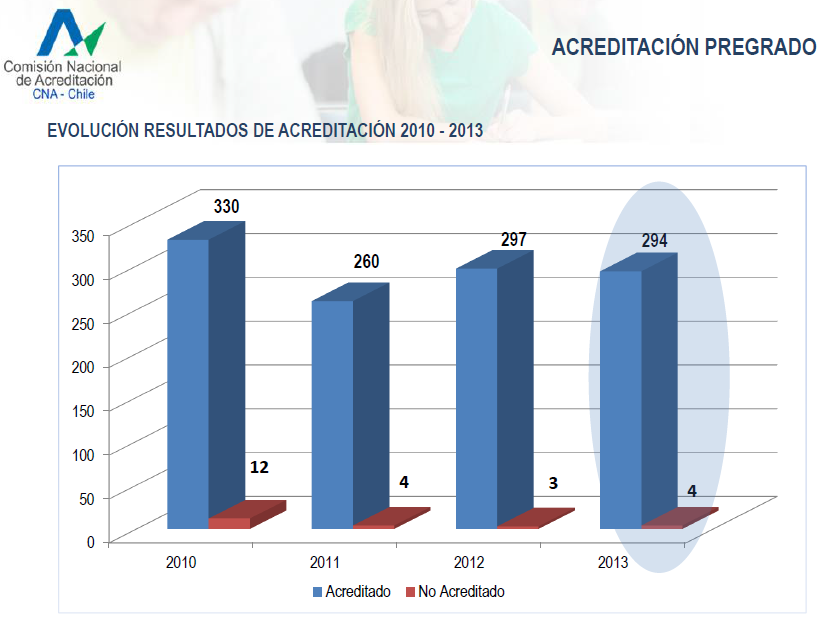 Comisión Nacional
de Acreditación
CNA - Chile
ACREDITACIÓN PREGRADO
EVOLUCIÓN RESULTADOS DE ACREDITACIÓN 2010 - 2013
350
300
250
200
150
100
50
0
330
12
260
4
297
3
294
4
2010
2011
2012
2013
Acreditado
No Acreditado